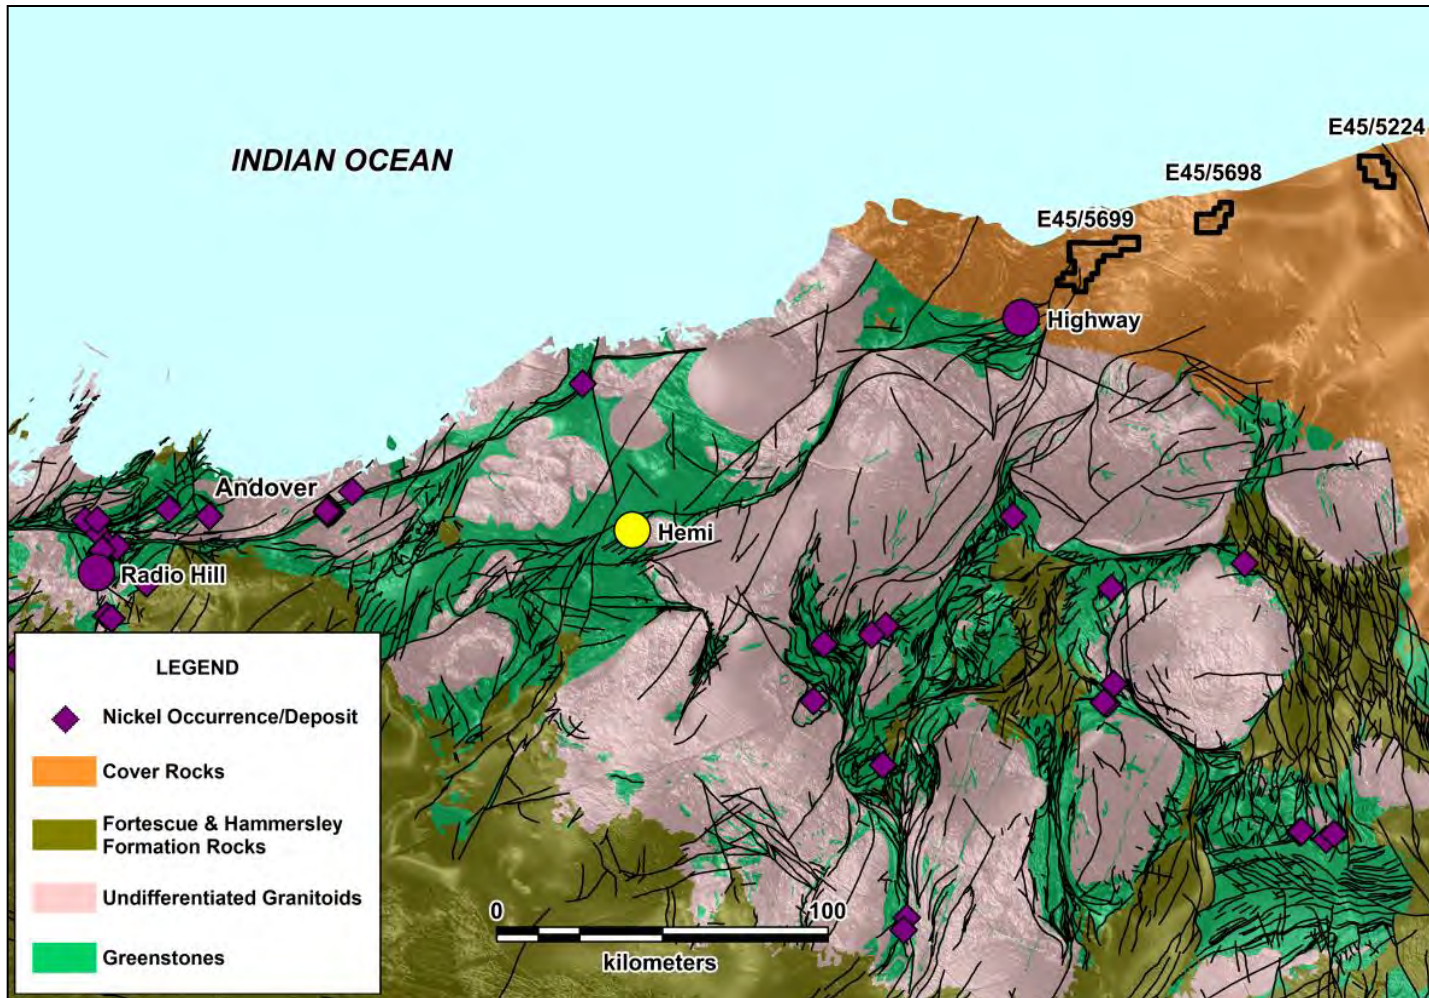 E45/5224
INDIAN OCEAN
E45/5698
E45/5699
Highway
Andover
Hemi
Radio Hill
LEGEND
Nickel Occurrence/Deposit
Cover Rocks
Fortescue & Hammersley
Formation Rocks
Undifferentiated Granitoids
Greenstones
0 100
kilometers